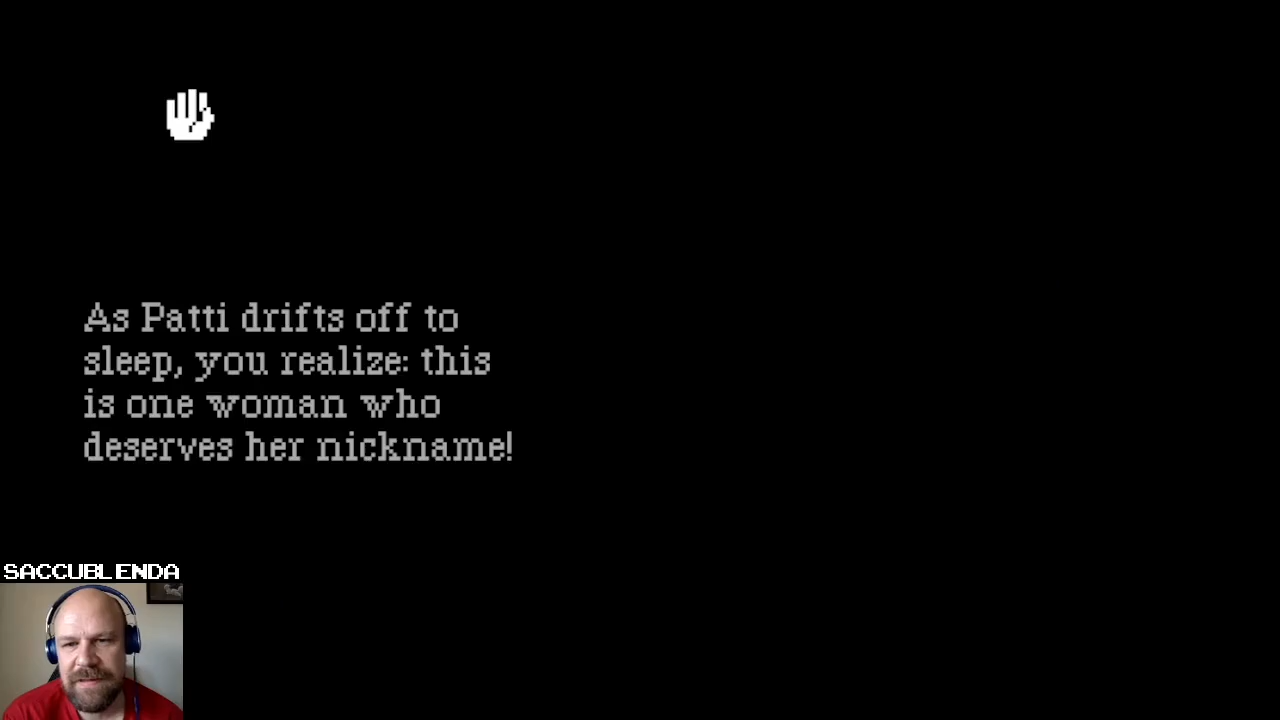 As Patti drifts off to
sleep, you realize: this
is one woman who
deserves her nickname!
SACCUBLENDA